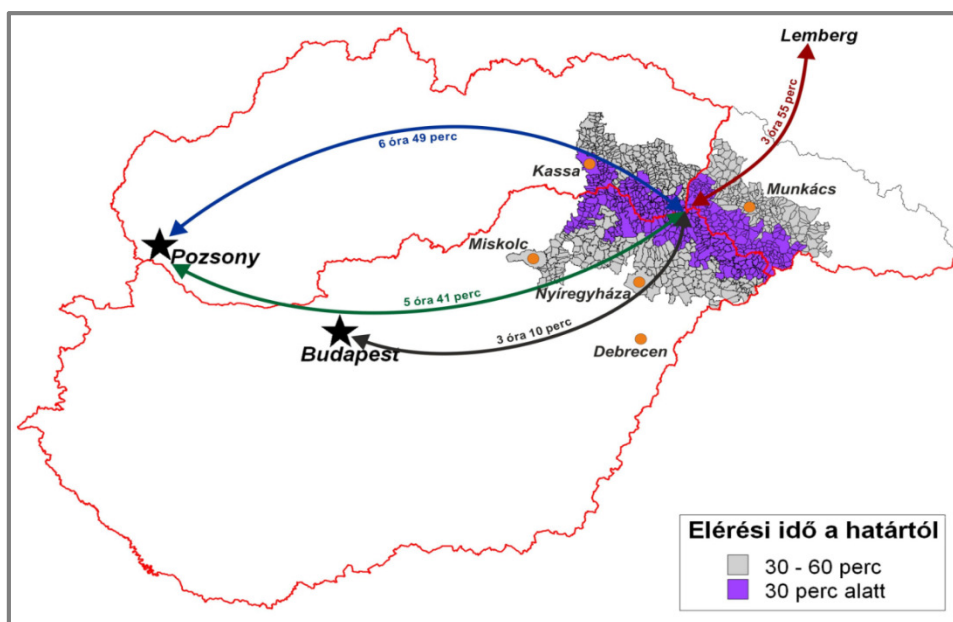 Lemberg
3 óra 55 perc
6 óra 49 perc
Kassa
Munkács
Pozsony
Miskolc
Nyíregyháza
5 óra 41 perc
3 óra 10 perc
Budapest
Debrecen
Elérési idő a határtól
30 - 60 perc
30 perc alatt